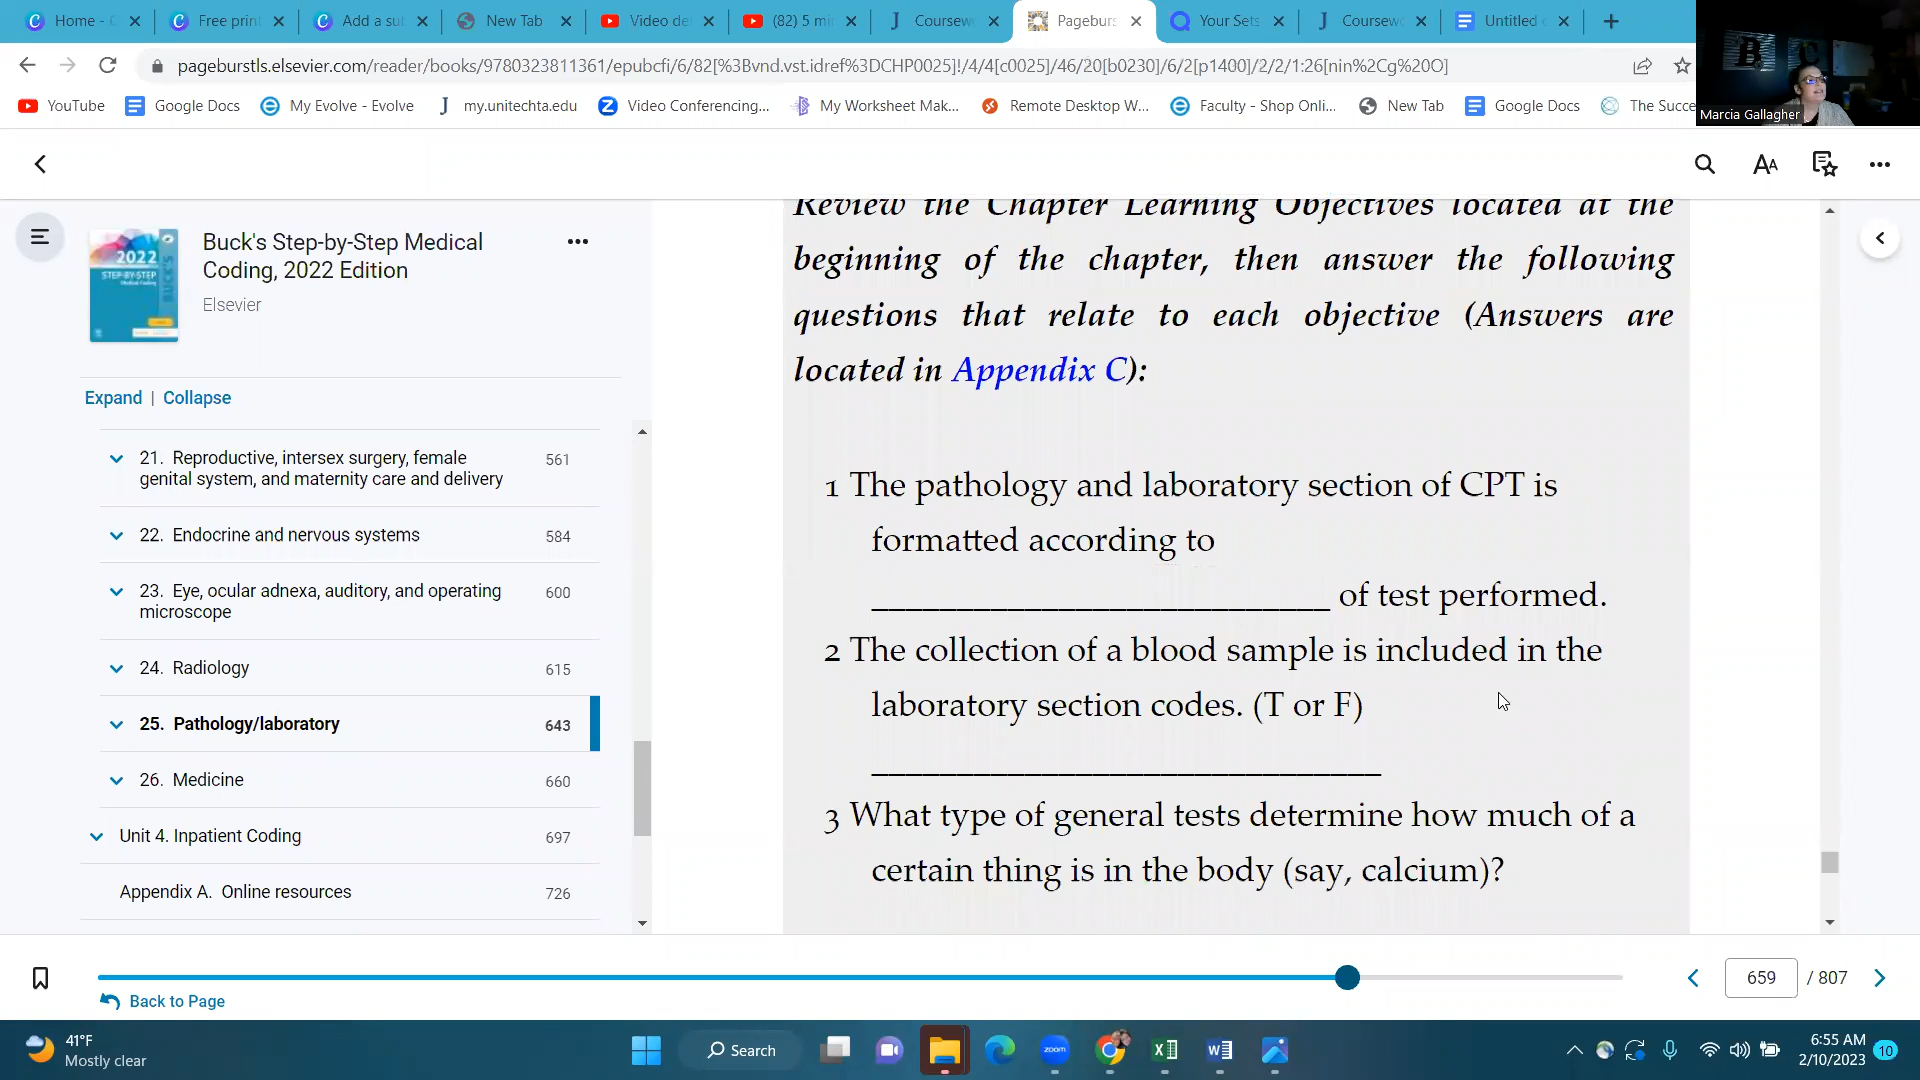 Home - C
Free print
Add a sub
New Tab
Video de
(82) 5 min
Coursew
Pageburs
Your Sets
Coursew
Untitled
pageburstls.elsevier.com/reader/books/9780323811361/epubcfi/6/82[%3Bvnd.vst.idref%3DCHP0025]!/4/4[c0025]/46/20[b0230]/6/2[p1400]/2/2/1:26[nin%2Cg%20O]
YouTube
Google Docs
My Evolve - Evolve
my.unitechta.edu
Video Conferencing...
My Worksheet Mak...
Remote Desktop W...
Faculty - Shop Onli...
New Tab
Google Docs
The Succe
Marcia Gallagher
Buck's Step-by-Step Medical
Coding, 2022 Edition
Elsevier
2022
STEP-BY-STEP
Expand | Collapse
21. Reproductive, intersex surgery, female
genital system, and maternity care and delivery
561
22. Endocrine and nervous systems 584
23. Eye, ocular adnexa, auditory, and operating
microscope
600
24. Radiology 615
25. Pathology/laboratory 643
26. Medicine 660
Unit 4. Inpatient Coding 697
Appendix A. Online resources 726
Review the Chapter Learning Objectives located at the
beginning of the chapter, then answer the following
questions that relate to each objective (Answers are
located in Appendix C):
1 The pathology and laboratory section of CPT is
formatted according to
___________________________ of test performed.
2 The collection of a blood sample is included in the
laboratory section codes. (T or F)
______________________________
3 What type of general tests determine how much of a
certain thing is in the body (say, calcium)?
Back to Page
659 / 807
41°F
Mostly clear
Search
zoom
6:55 AM
2/10/2023
10